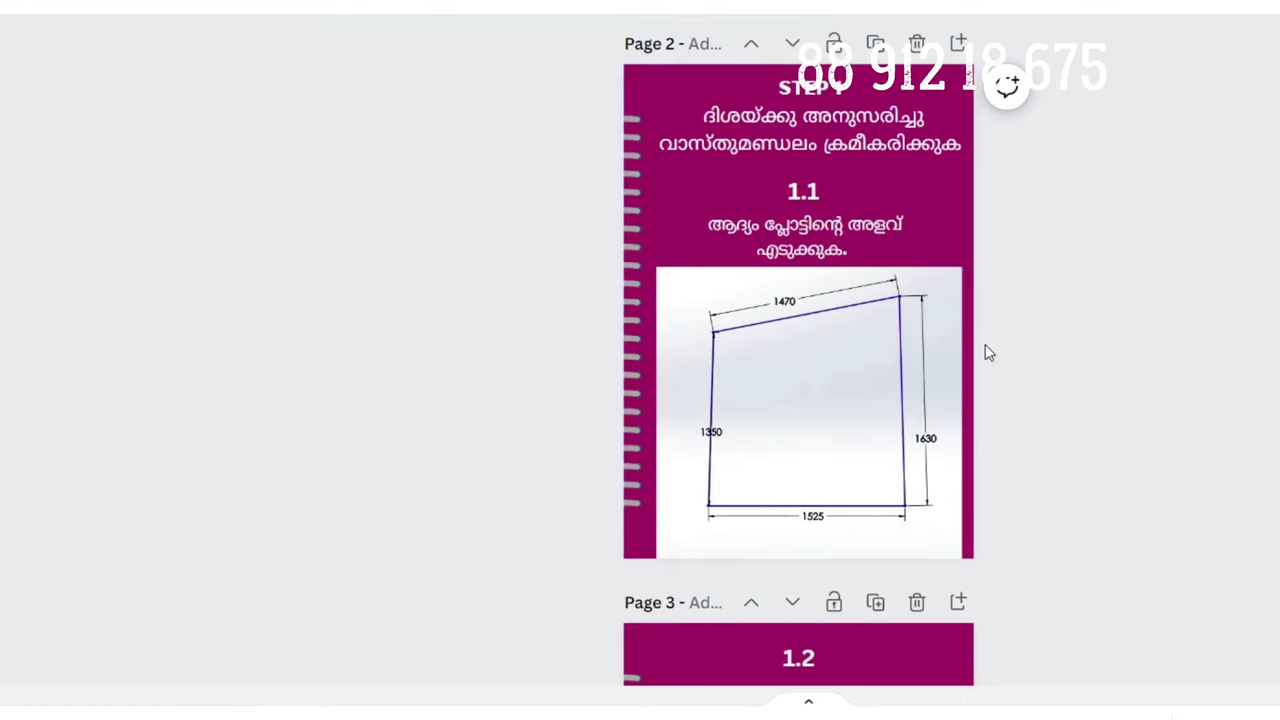 Page 2 - Ad...
88 912 18 675
STEP 1
ദിശയ്ക്കു അനുസരിച്ചു
വാസ്തുമണ്ഡലം ക്രമീകരിക്കുക
1.1
ആദ്യം പ്ലോട്ടിന്റെ അളവ്
എടുക്കുക.
1470
1350
1630
1525
Page 3 - Ad...
1.2